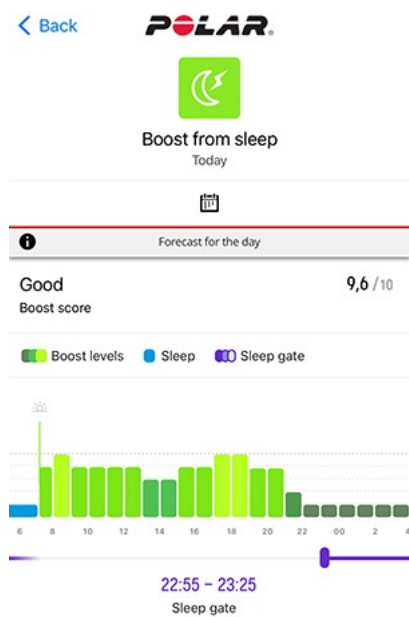 Back
POLAR®
Boost from sleep
Today
Forecast for the day
Good 9,6 /10
Boost score
Boost levels Sleep Sleep gate
6 8 10 12 14 16 18 20 22 00 2 4
22:55 – 23:25
Sleep gate